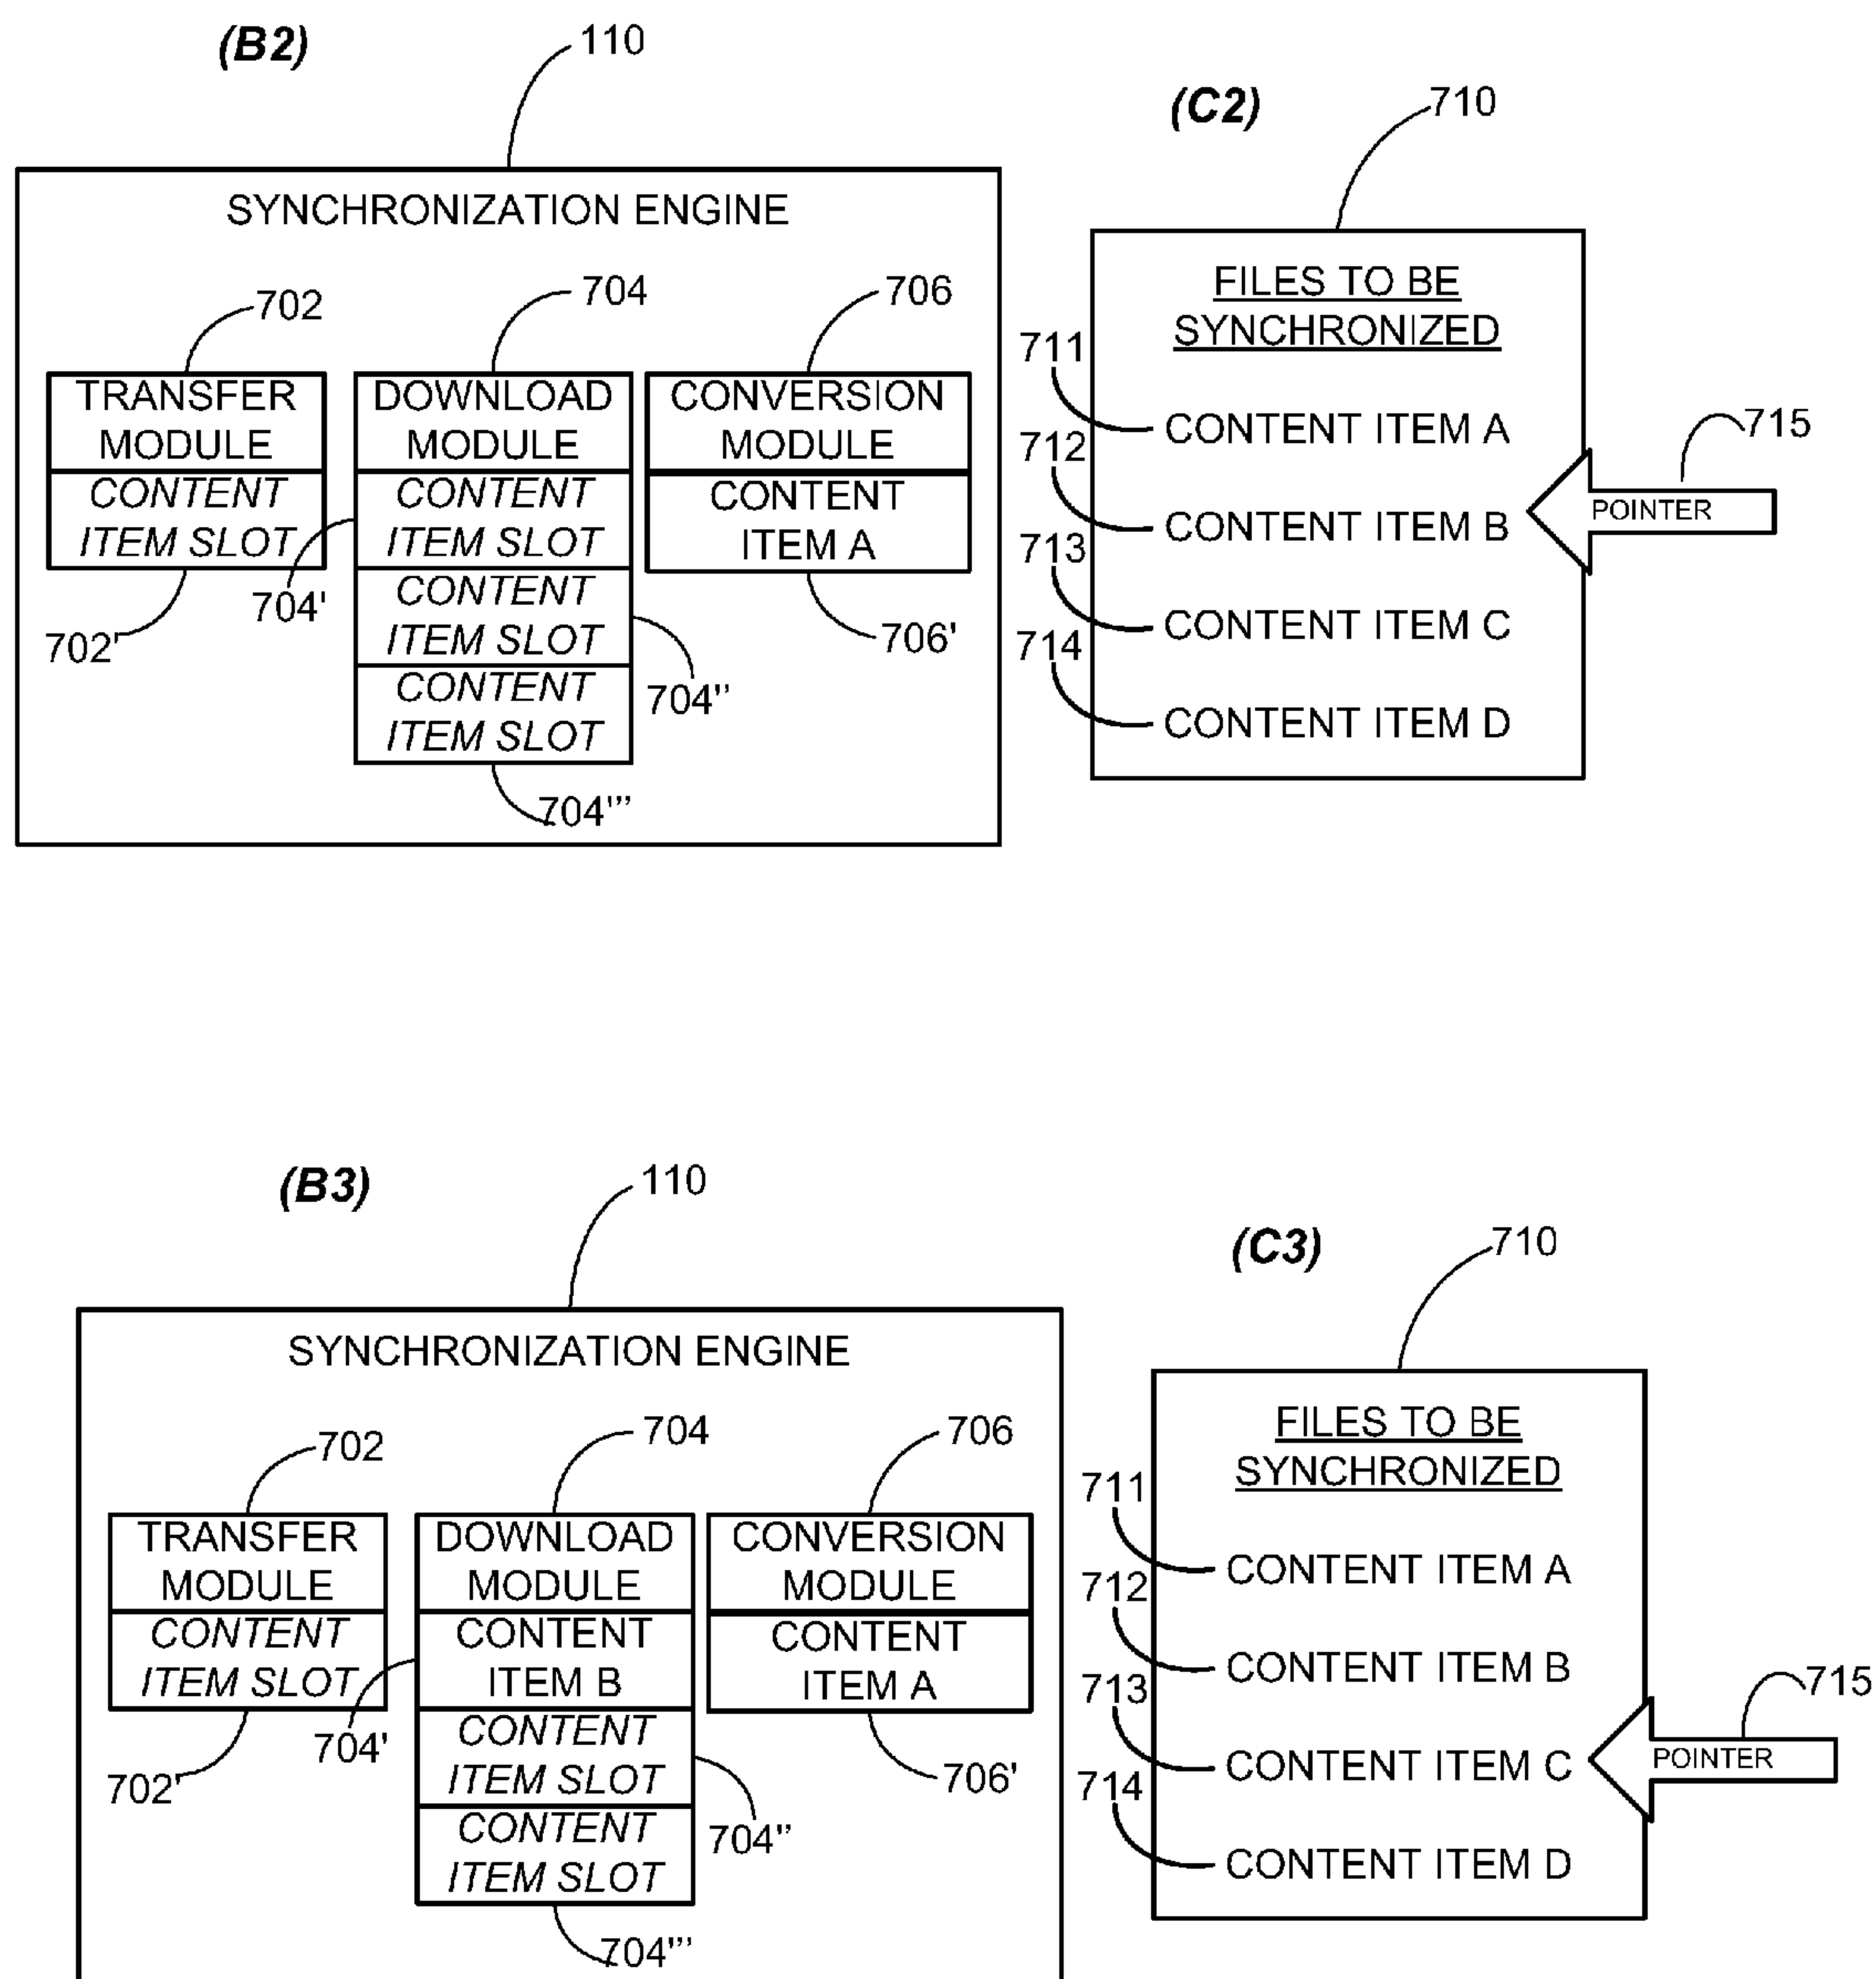 (B2)
110
SYNCHRONIZATION ENGINE
702
704
706
TRANSFER
MODULE
CONTENT
ITEM SLOT
702'
DOWNLOAD
MODULE
CONTENT
ITEM SLOT
CONTENT
ITEM SLOT
CONTENT
ITEM SLOT
704'
704''
704'''
CONVERSION
MODULE
CONTENT
ITEM A
706'
(C2)
710
FILES TO BE
SYNCHRONIZED
711
CONTENT ITEM A
712
CONTENT ITEM B
713
CONTENT ITEM C
714
CONTENT ITEM D
POINTER
715
(B3)
110
SYNCHRONIZATION ENGINE
702
704
706
TRANSFER
MODULE
CONTENT
ITEM SLOT
702'
DOWNLOAD
MODULE
CONTENT
ITEM B
CONTENT
ITEM SLOT
CONTENT
ITEM SLOT
704'
704''
704'''
CONVERSION
MODULE
CONTENT
ITEM A
706'
(C3)
710
FILES TO BE
SYNCHRONIZED
711
CONTENT ITEM A
712
CONTENT ITEM B
713
CONTENT ITEM C
714
CONTENT ITEM D
POINTER
715